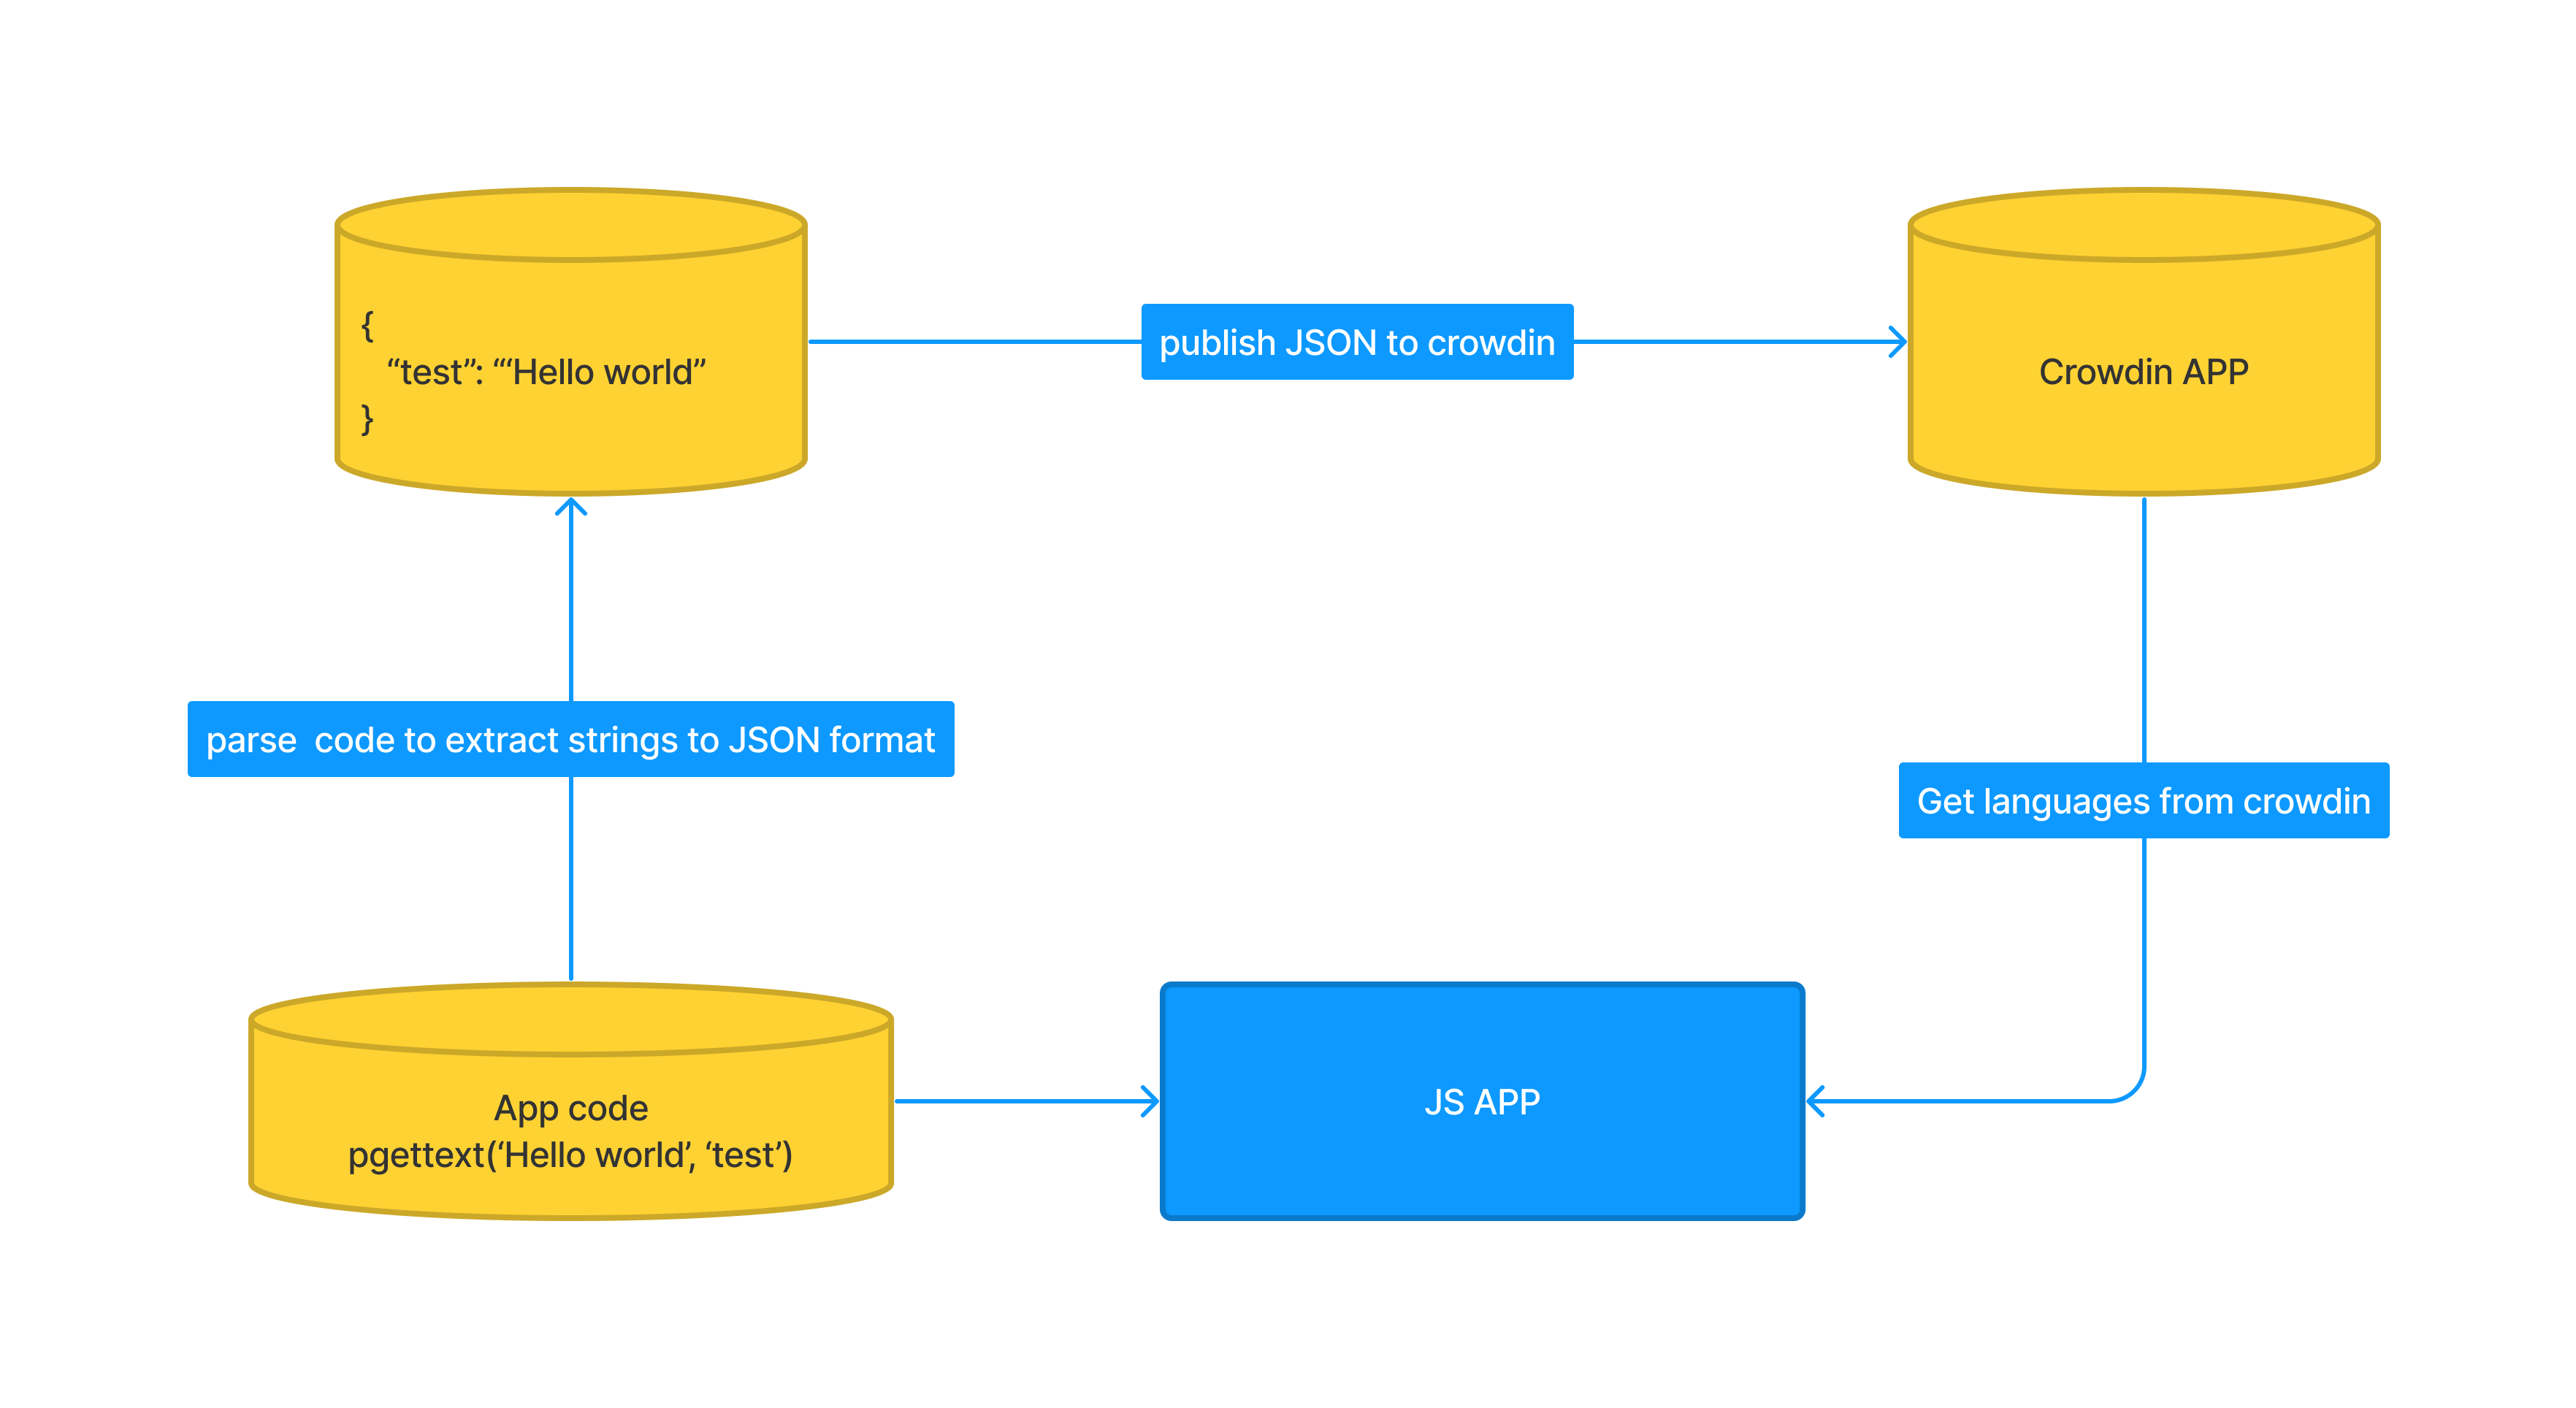 {
“test”: ““Hello world”
}
publish JSON to crowdin
Crowdin APP
parse  code to extract strings to JSON format
Get languages from crowdin
App code
pgettext(‘Hello world’, ‘test’)
JS APP